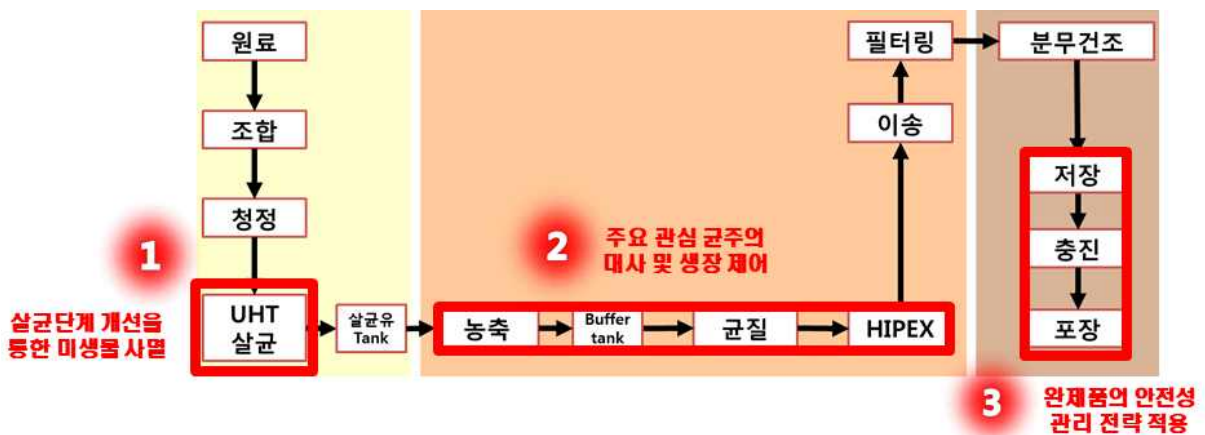 원료
조합
청정
1
UHT
살균
살균단계 개선을
통한 미생물 사멸
살균유
Tank
2
주요 관심 균주의
대사 및 생장 제어
농축
Buffer
tank
균질
HIPEX
이송
필터링
분무건조
저장
충진
포장
3
완제품의 안전성
관리 전략 적용